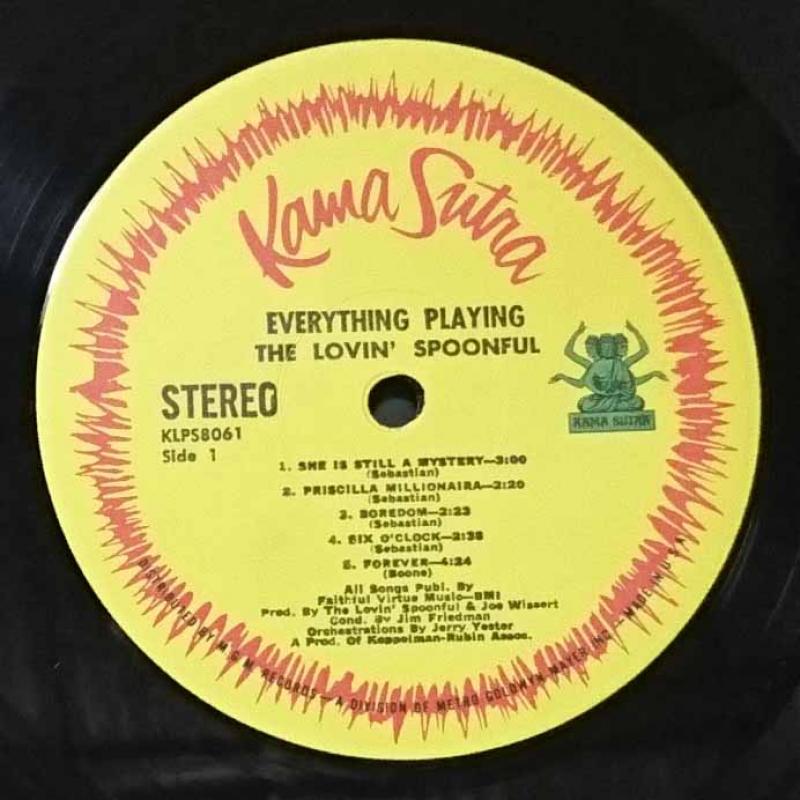 Kama Sutra
EVERYTHING PLAYING
THE LOVIN' SPOONFUL
STEREO
KLPS8061
Side 1
KAMA SUTRA
1. SHE IS STILL A MYSTERY—3:00
(Sebastian)
2. PRISCILLA MILLIONAIRA—2:20
(Sebastian)
3. BOREDOM—2:23
(Sebastian)
4. SIX O'CLOCK—2:38
(Sebastian)
5. FOREVER—4:24
(Boone)
All Songs Publ. By
Faithful Virtue Music—BMI
Prod. By The Lovin' Spoonful & Joe Wissert
Cond. By Jim Friedman
Orchestrations By Jerry Yester
A Prod. Of Koppelman-Rubin Assoc.
DISTRIBUTED BY M-G-M RECORDS — A DIVISION OF METRO GOLDWYN MAYER INC. — MADE IN U.S.A.